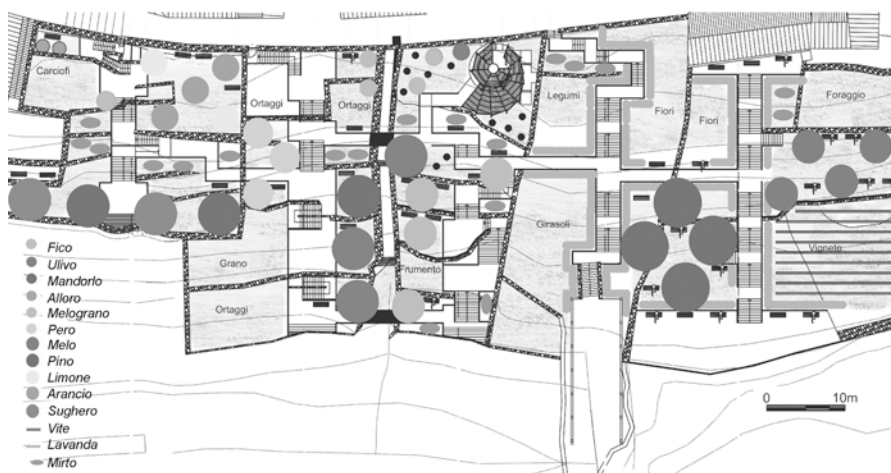 Carciofi
Ortaggi
Ortaggi
Legumi
Fiori
Fiori
Foraggio
Girasoli
Vigneto
Grano
Frumento
Ortaggi
Fico
Ulivo
Mandorlo
Alloro
Melograno
Pero
Melo
Pino
Limone
Arancio
Sughero
Vite
Lavanda
Mirto
0 10m